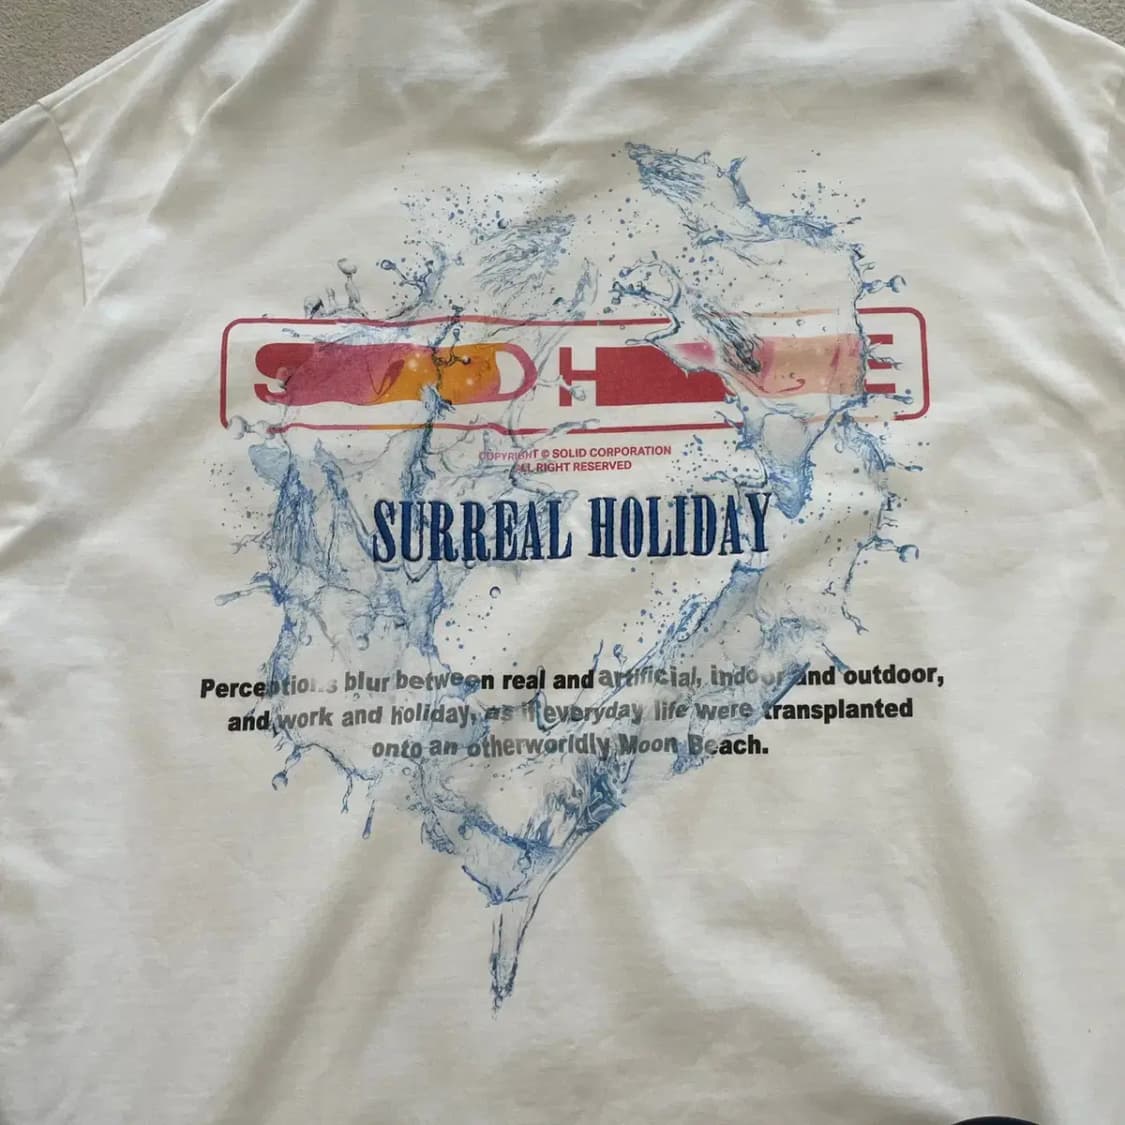 COPYRIGHT © SOLID CORPORATION
ALL RIGHT RESERVED
SURREAL HOLIDAY
Perceptions blur between real and artificial, indoor and outdoor,
and work and holiday, as if everyday life were transplanted
onto an otherworldly Moon Beach.